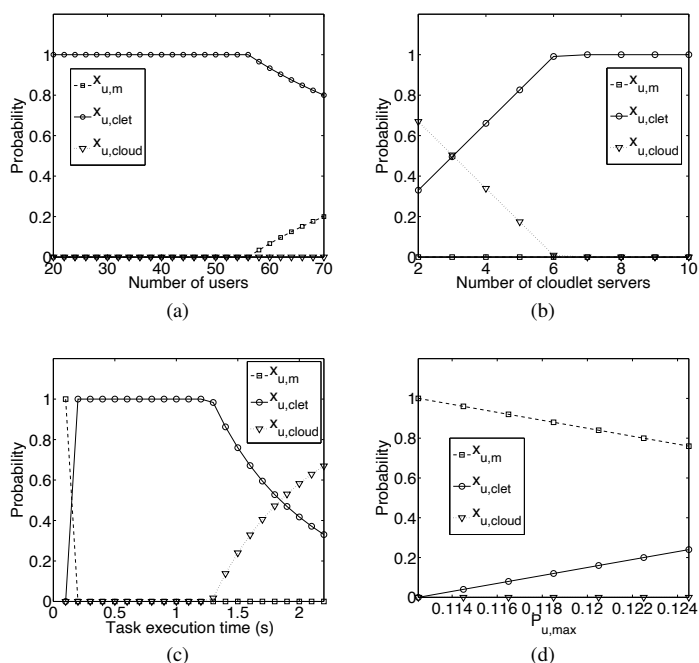 1
0.8
0.6
0.4
0.2
0
Probability
x_{u,m}
x_{u,clet}
x_{u,cloud}
20 30 40 50 60 70
Number of users
(a)
1
0.8
0.6
0.4
0.2
0
Probability
x_{u,m}
x_{u,clet}
x_{u,cloud}
2 4 6 8 10
Number of cloudlet servers
(b)
1
0.8
0.6
0.4
0.2
0
Probability
x_{u,m}
x_{u,clet}
x_{u,cloud}
0 0.5 1 1.5 2
Task execution time (s)
(c)
1
0.8
0.6
0.4
0.2
0
Probability
x_{u,m}
x_{u,clet}
x_{u,cloud}
0.114 0.116 0.118 0.12 0.122 0.124
P_{u,max}
(d)